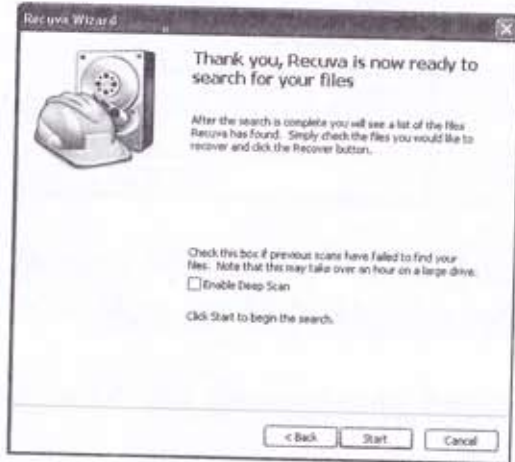 Recuva Wizard
Thank you, Recuva is now ready to
search for your files
After the search is complete you will see a list of the files
Recuva has found. Simply check the files you would like to
recover and click the Recover button.
Check this box if previous scans have failed to find your
files. Note that this may take over an hour on a large drive.
Enable Deep Scan
Click Start to begin the search.
< Back
Start
Cancel